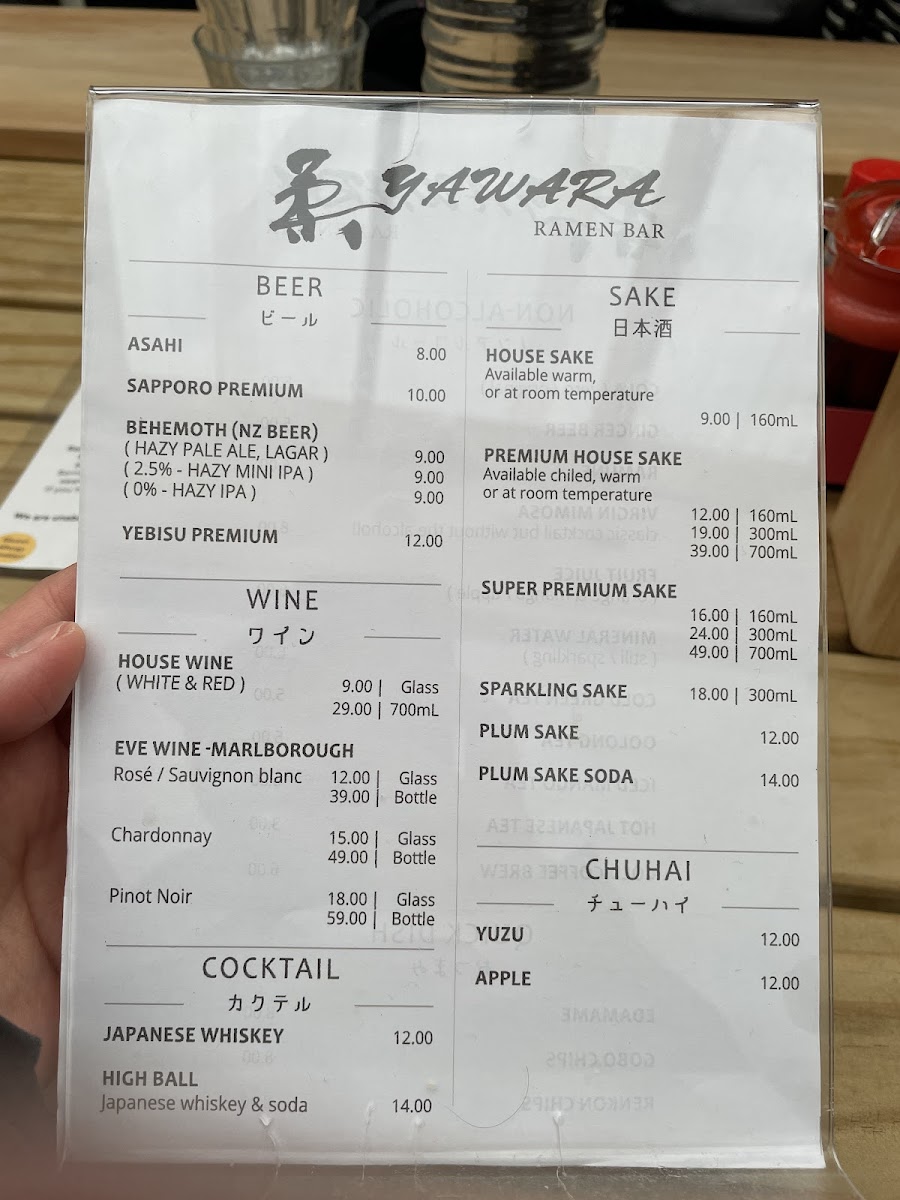 柔 YAWARA
RAMEN BAR
BEER
ビール
ASAHI 8.00
SAPPORO PREMIUM 10.00
BEHEMOTH (NZ BEER)
( HAZY PALE ALE, LAGAR ) 9.00
( 2.5% - HAZY MINI IPA ) 9.00
( 0% - HAZY IPA ) 9.00
YEBISU PREMIUM 12.00
WINE
ワイン
HOUSE WINE
( WHITE & RED ) 9.00 | Glass
29.00 | 700mL
EVE WINE -MARLBOROUGH
Rosé / Sauvignon blanc 12.00 | Glass
39.00 | Bottle
Chardonnay 15.00 | Glass
49.00 | Bottle
Pinot Noir 18.00 | Glass
59.00 | Bottle
COCKTAIL
カクテル
JAPANESE WHISKEY 12.00
HIGH BALL
Japanese whiskey & soda 14.00
SAKE
日本酒
HOUSE SAKE
Available warm,
or at room temperature
9.00 | 160mL
PREMIUM HOUSE SAKE
Available chiled, warm
or at room temperature
12.00 | 160mL
19.00 | 300mL
39.00 | 700mL
SUPER PREMIUM SAKE
16.00 | 160mL
24.00 | 300mL
49.00 | 700mL
SPARKLING SAKE 18.00 | 300mL
PLUM SAKE 12.00
PLUM SAKE SODA 14.00
CHUHAI
チューハイ
YUZU 12.00
APPLE 12.00